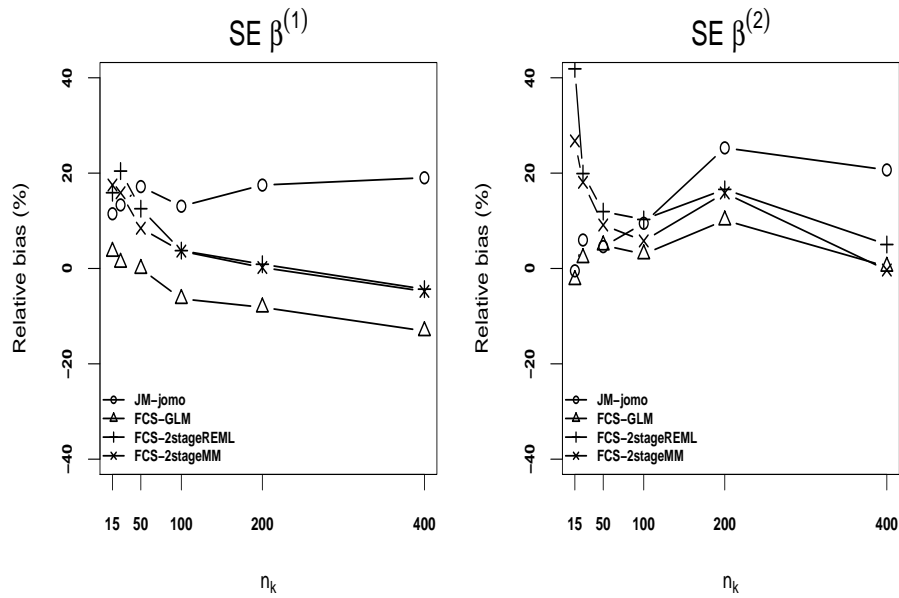 SE β(1)
Relative bias (%)
40
20
0
−20
−40
JM−jomo
FCS−GLM
FCS−2stageREML
FCS−2stageMM
15 50 100 200 400
nk
SE β(2)
Relative bias (%)
40
20
0
−20
−40
JM−jomo
FCS−GLM
FCS−2stageREML
FCS−2stageMM
15 50 100 200 400
nk